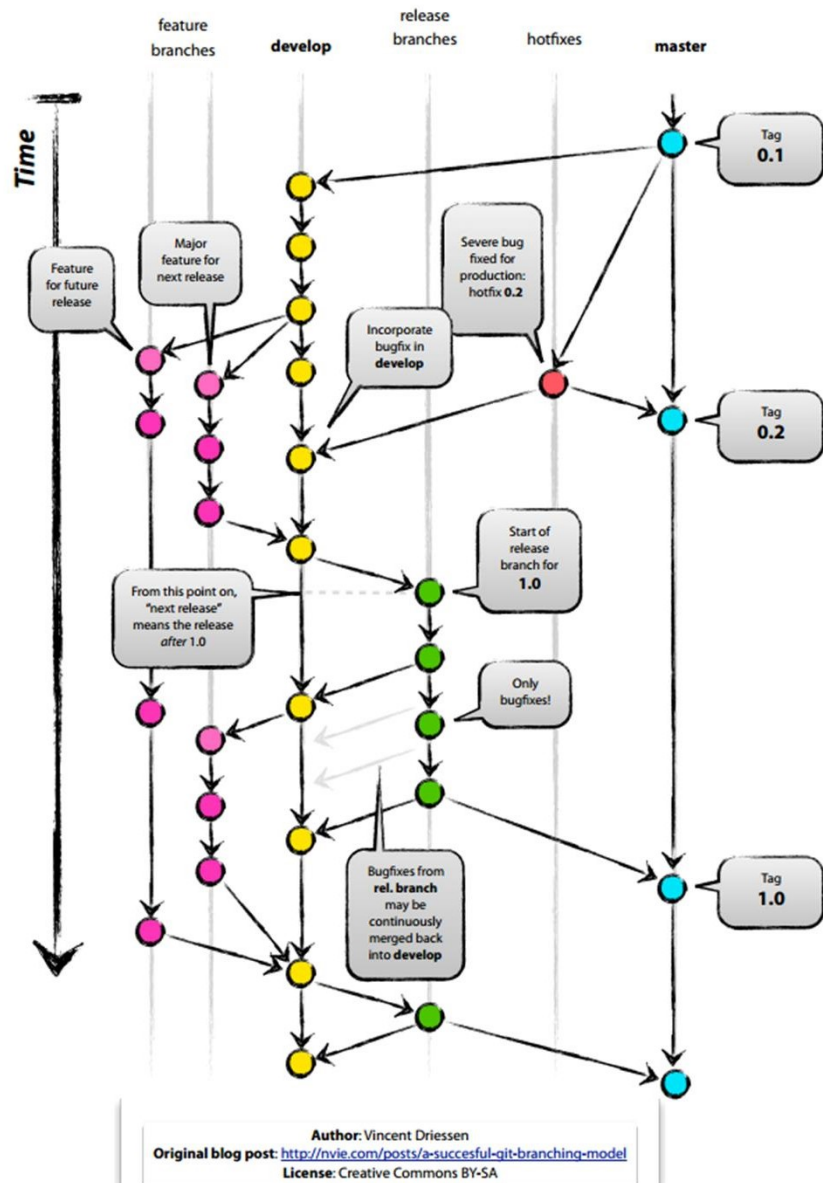 feature
branches
develop
release
branches
hotfixes
master
Time
Tag
0.1
Major
feature for
next release
Severe bug
fixed for
production:
hotfix 0.2
Feature
for future
release
Incorporate
bugfix in
develop
Tag
0.2
Start of
release
branch for
1.0
From this point on,
“next release”
means the release
after 1.0
Only
bugfixes!
Bugfixes from
rel. branch
may be
continuously
merged back
into develop
Tag
1.0
Author: Vincent Driessen
Original blog post: http://nvie.com/posts/a-succesful-git-branching-model
License: Creative Commons BY-SA